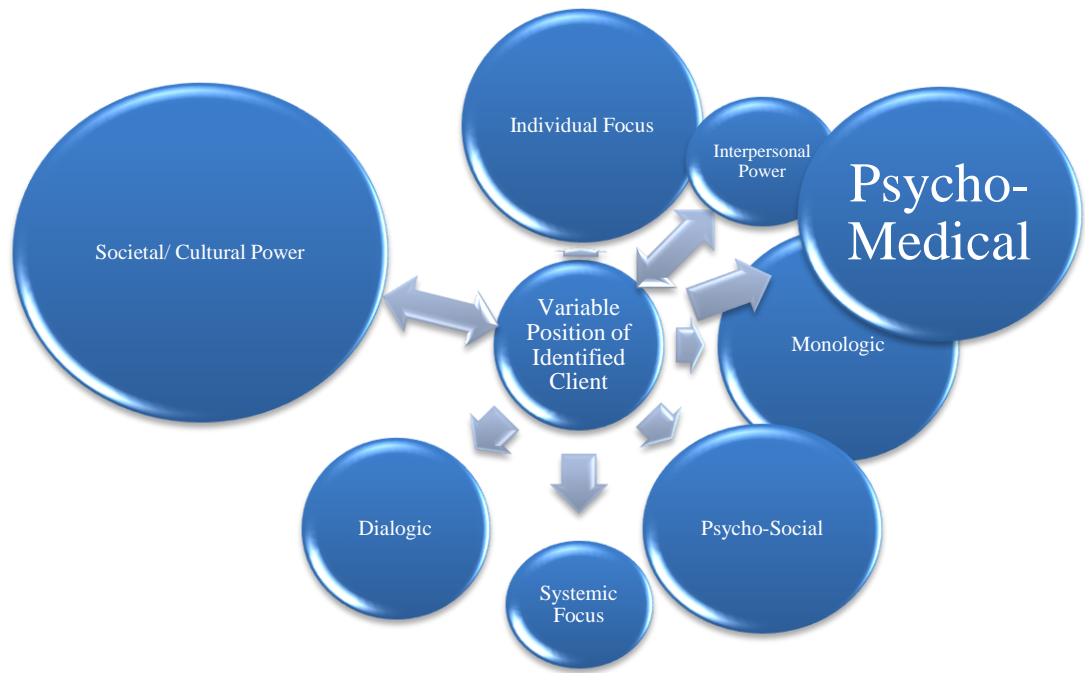 Individual Focus
Interpersonal
Power
Psycho-
Medical
Societal/ Cultural Power
Variable
Position of
Identified
Client
Monologic
Dialogic
Psycho-Social
Systemic
Focus